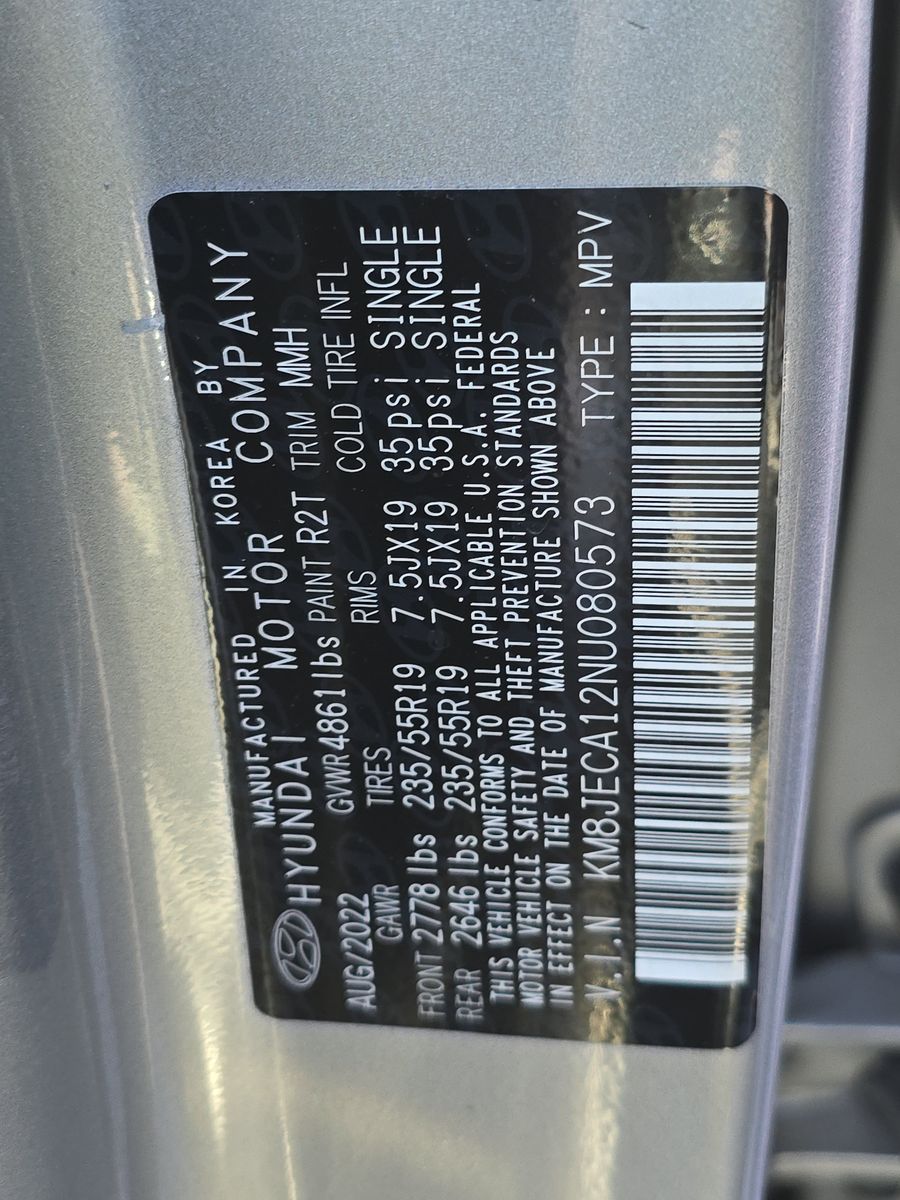 MANUFACTURED IN KOREA BY
HYUNDAI MOTOR COMPANY
AUG/2022 GVWR 4861 lbs PAINT R2T TRIM MMH
GAWR TIRES RIMS COLD TIRE INFL
FRONT 2778 lbs 235/55R19 7.5JX19 35psi SINGLE
REAR 2646 lbs 235/55R19 7.5JX19 35psi SINGLE
THIS VEHICLE CONFORMS TO ALL APPLICABLE U.S.A. FEDERAL
MOTOR VEHICLE SAFETY AND THEFT PREVENTION STANDARDS
IN EFFECT ON THE DATE OF MANUFACTURE SHOWN ABOVE
V.I.N KM8JECA12NU080573 TYPE : MPV